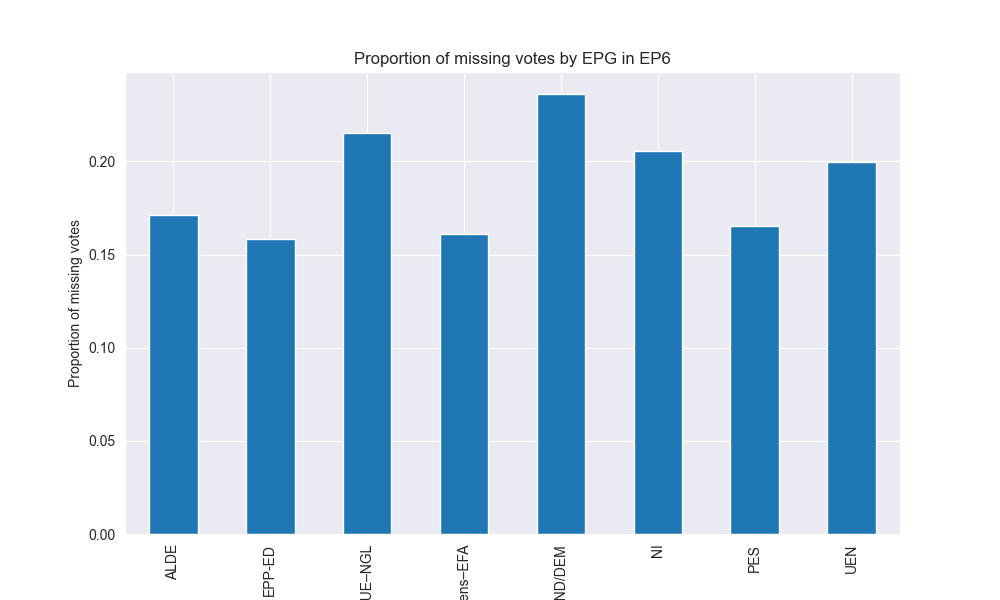 Proportion of missing votes by EPG in EP6
Proportion of missing votes
0.20
0.15
0.10
0.05
0.00
ALDE
EPP-ED
UE–NGL
ens–EFA
ND/DEM
NI
PES
UEN